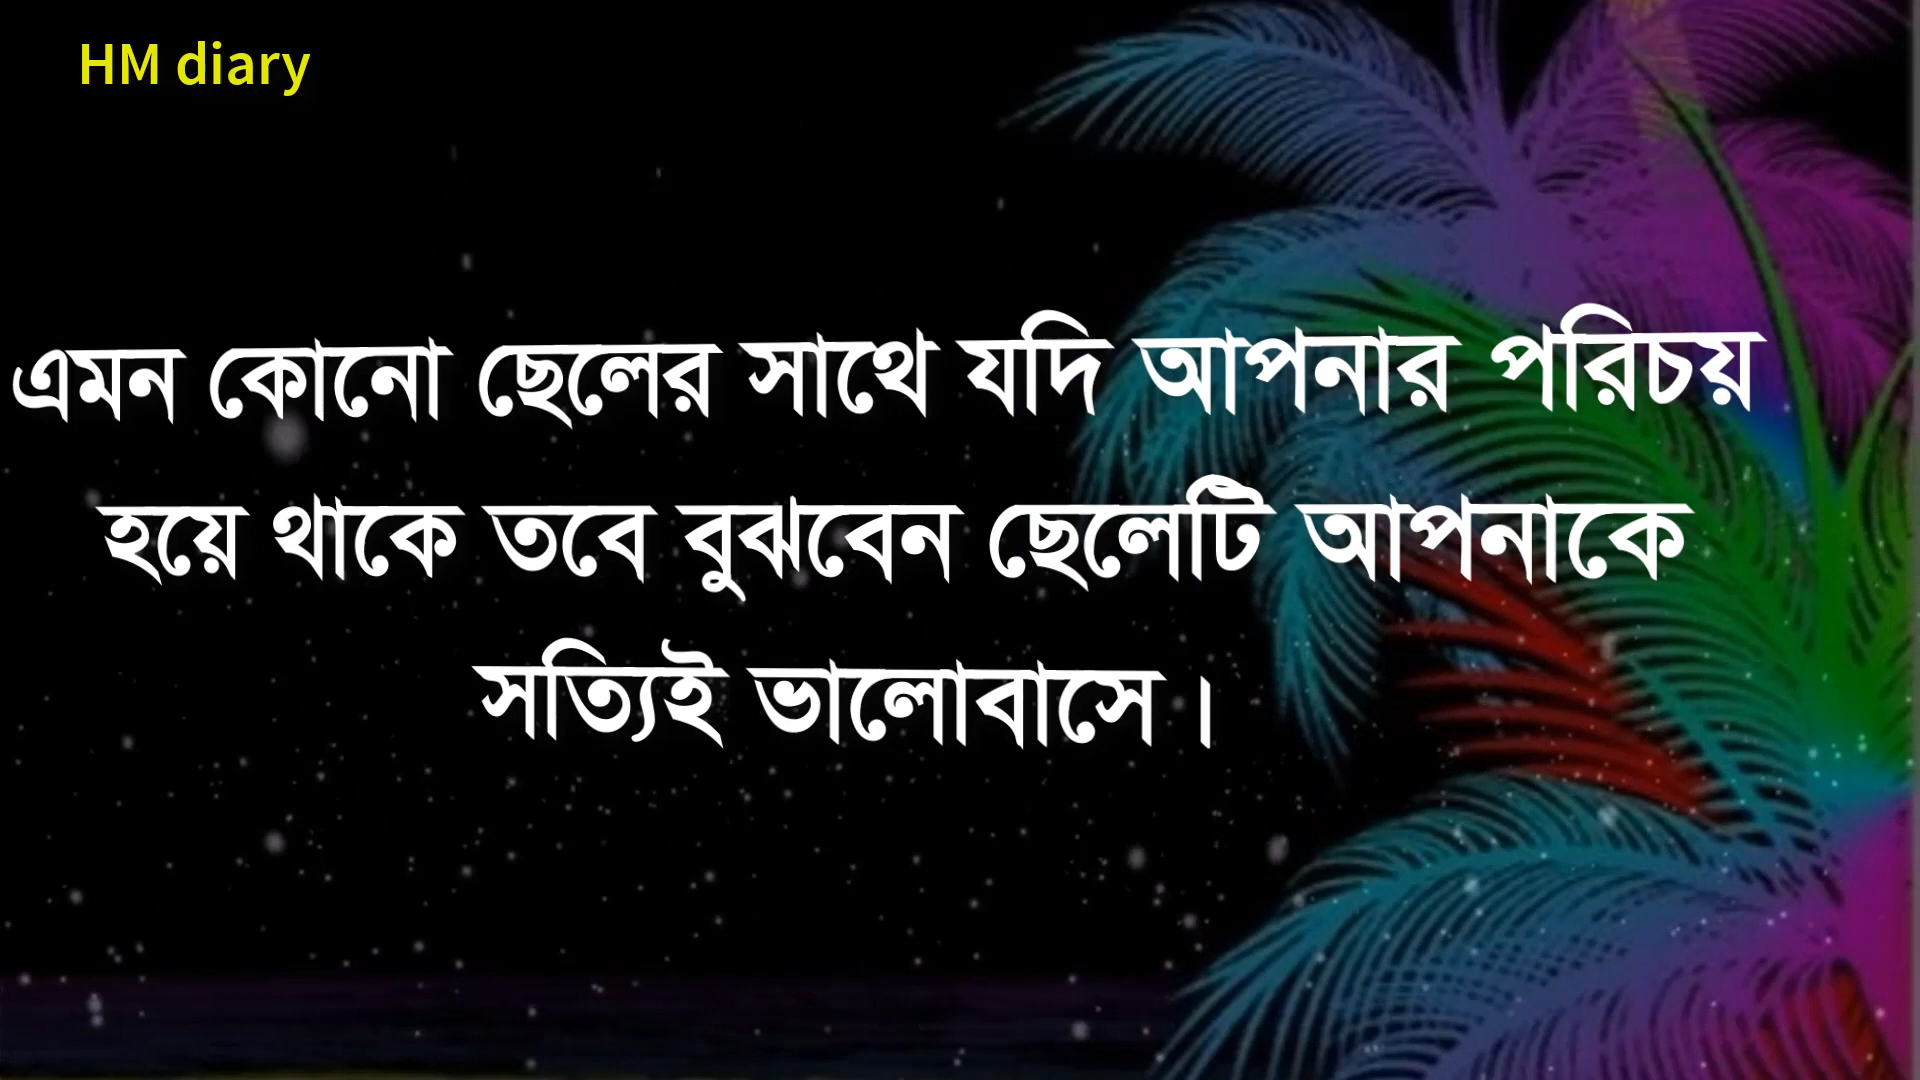 HM diary
এমন কোনো ছেলের সাথে যদি আপনার পরিচয়
হয়ে থাকে তবে বুঝবেন ছেলেটি আপনাকে
সত্যিই ভালোবাসে।